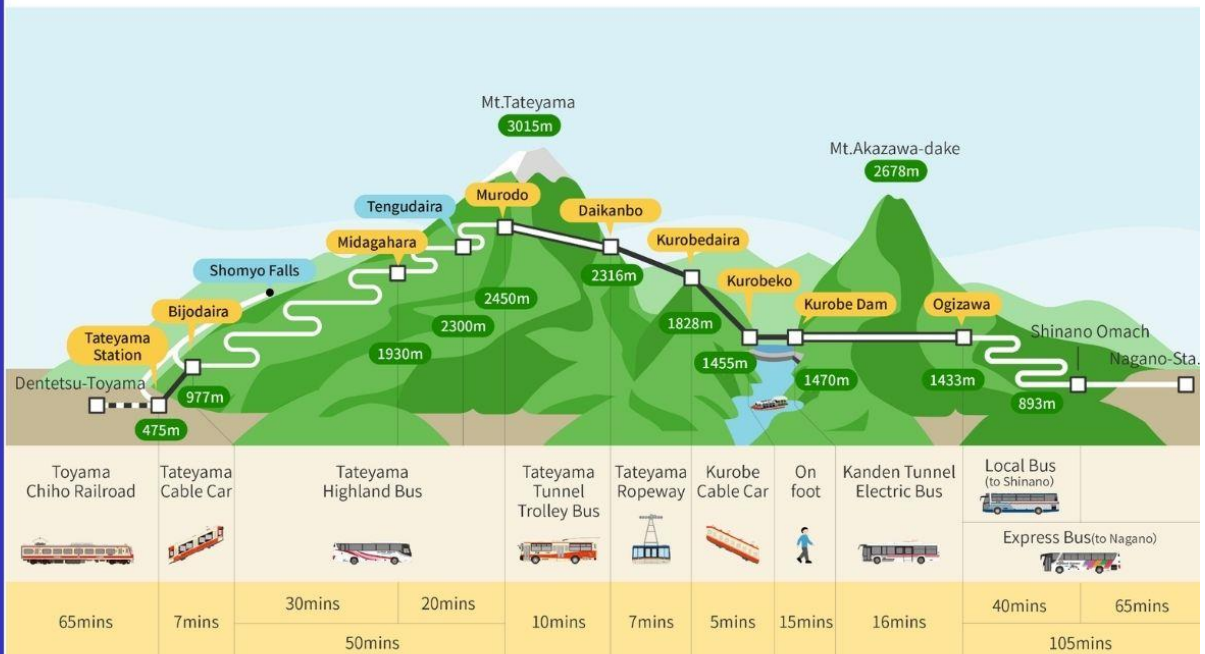 Mt.Tateyama
3015m
Mt.Akazawa-dake
2678m
Murodo
Tengudaira
Daikanbo
Midagahara
Kurobedaira
Shomyo Falls
2316m
Kurobeko
Bijodaira
2450m
Kurobe Dam
Ogizawa
2300m
1828m
Tateyama
Station
Shinano Omach
1930m
1455m
Nagano-Sta.
Dentetsu-Toyama
977m
1470m
1433m
893m
475m
Toyama
Chiho Railroad
Tateyama
Cable Car
Tateyama
Highland Bus
Tateyama
Tunnel
Trolley Bus
Tateyama
Ropeway
Kurobe
Cable Car
On
foot
Kanden Tunnel
Electric Bus
Local Bus
(to Shinano)
Express Bus(to Nagano)
65mins
7mins
30mins
20mins
50mins
10mins
7mins
5mins
15mins
16mins
40mins
65mins
105mins